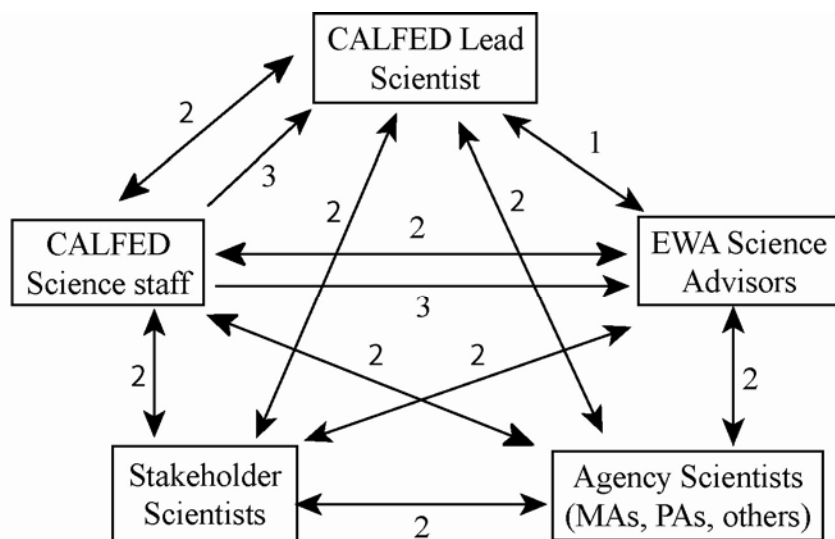 CALFED Lead
Scientist
2
3
1
2
2
CALFED
Science staff
2
EWA Science
Advisors
3
2
2
2
2
Stakeholder
Scientists
Agency Scientists
(MAs, PAs, others)
2